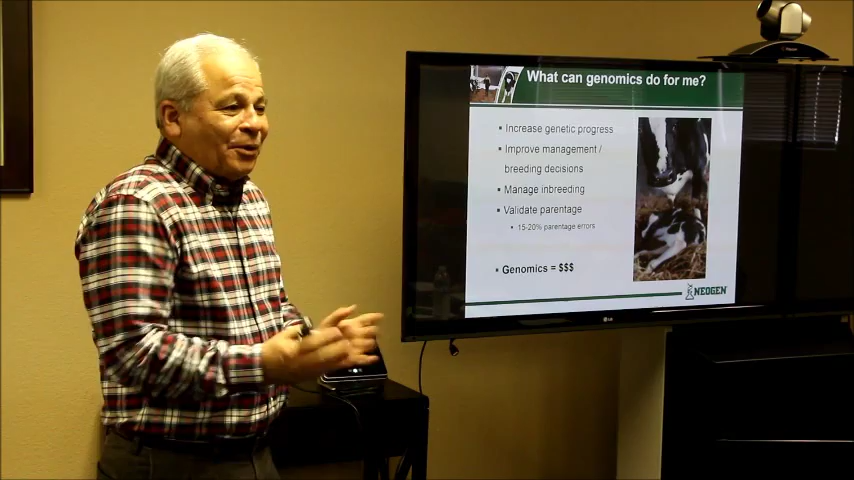 What can genomics do for me?
▪ Increase genetic progress
▪ Improve management /
breeding decisions
▪ Manage inbreeding
▪ Validate parentage
▪ 15-20% parentage errors
▪ Genomics = $$$
NEOGEN
LG